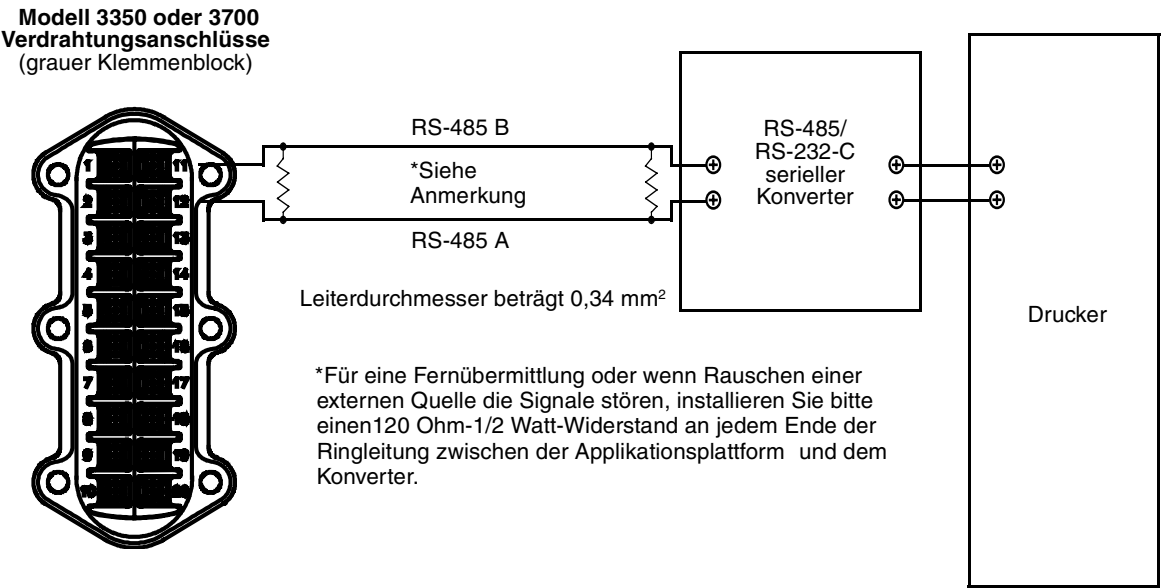 Modell 3350 oder 3700
Verdrahtungsanschlüsse
(grauer Klemmenblock)
RS-485 B
*Siehe
Anmerkung
RS-485 A
RS-485/
RS-232-C
serieller
Konverter
Leiterdurchmesser beträgt 0,34 mm²
Drucker
*Für eine Fernübermittlung oder wenn Rauschen einer
externen Quelle die Signale stören, installieren Sie bitte
einen120 Ohm-1/2 Watt-Widerstand an jedem Ende der
Ringleitung zwischen der Applikationsplattform und dem
Konverter.
1 11
2 12
3 13
4 14
5 15
6 16
7 17
8 18
9 19
10 20